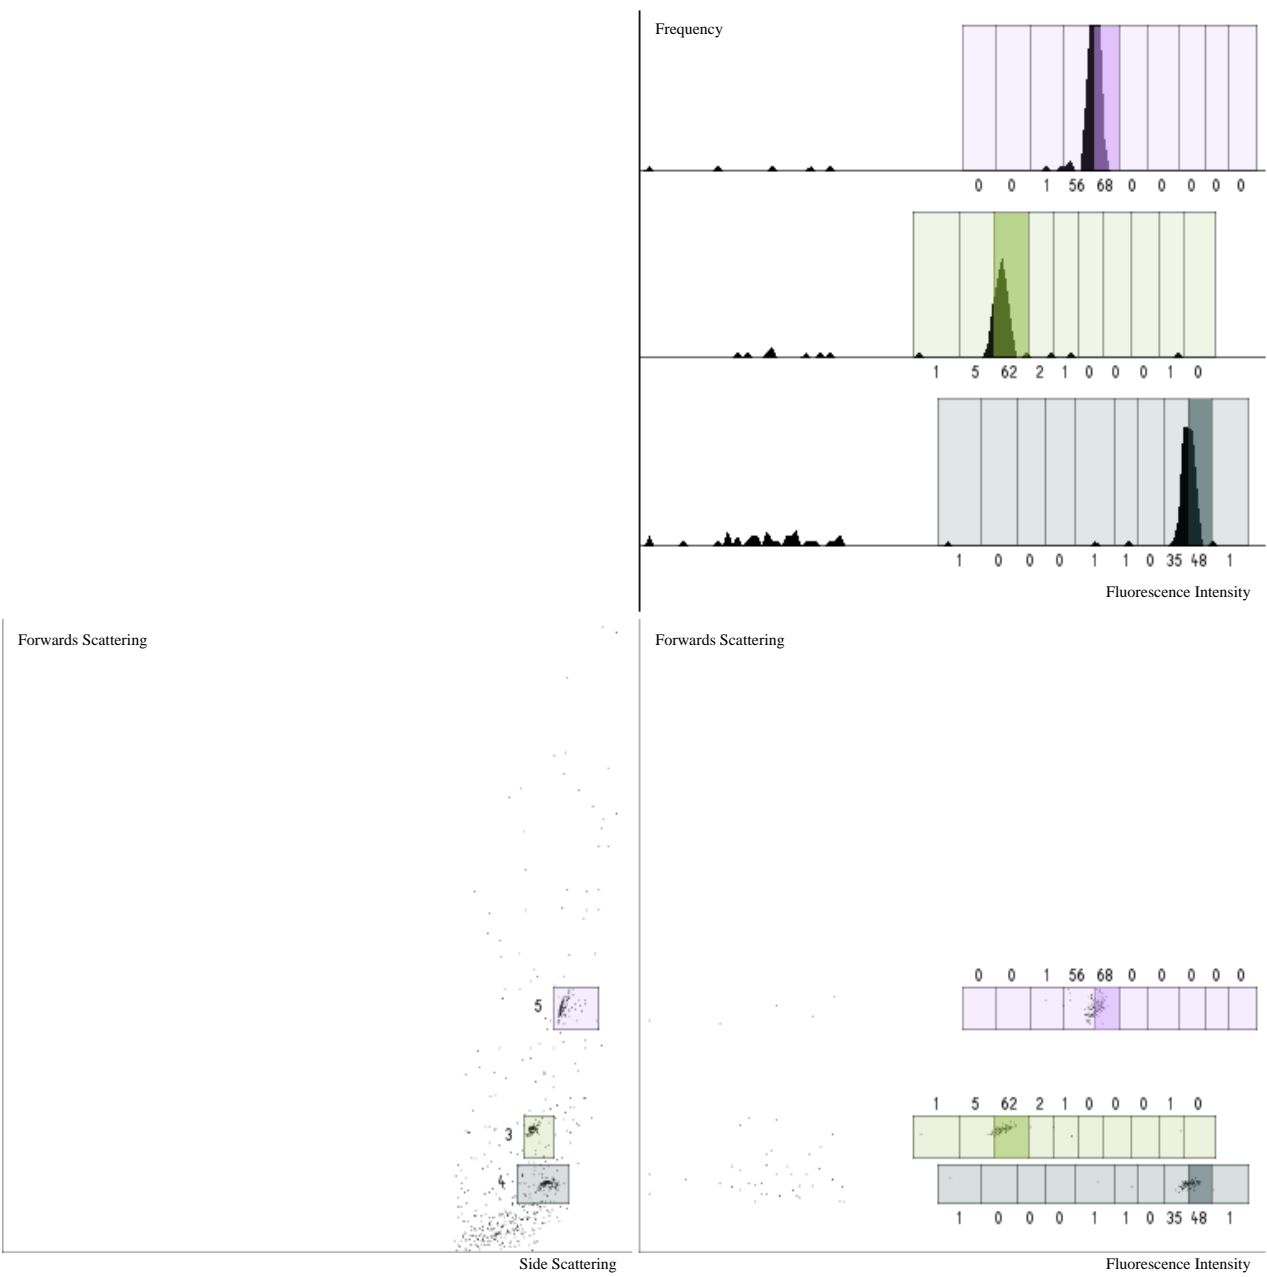 Frequency
0 0 1 56 68 0 0 0 0 0
1 5 62 2 1 0 0 0 1 0
1 0 0 0 1 1 0 35 48 1
Fluorescence Intensity
Forwards Scattering
5
3
4
Side Scattering
Forwards Scattering
0 0 1 56 68 0 0 0 0 0
1 5 62 2 1 0 0 0 1 0
1 0 0 0 1 1 0 35 48 1
Fluorescence Intensity